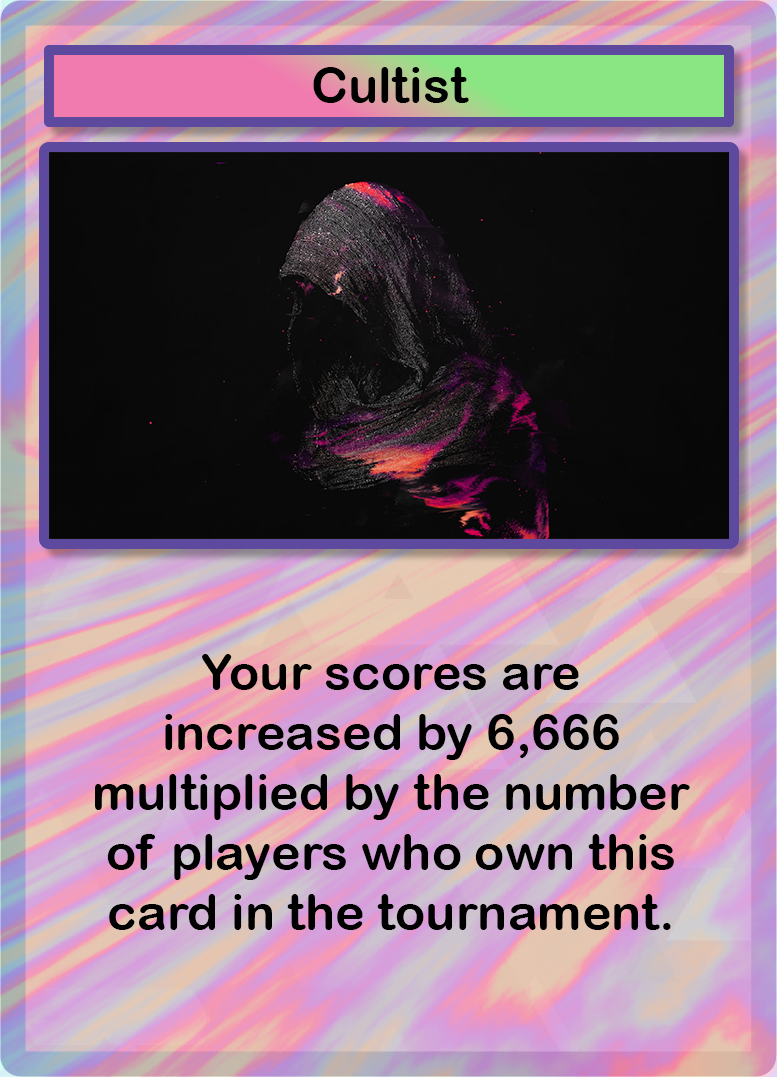 Cultist
Your scores are
increased by 6,666
multiplied by the number
of players who own this
card in the tournament.